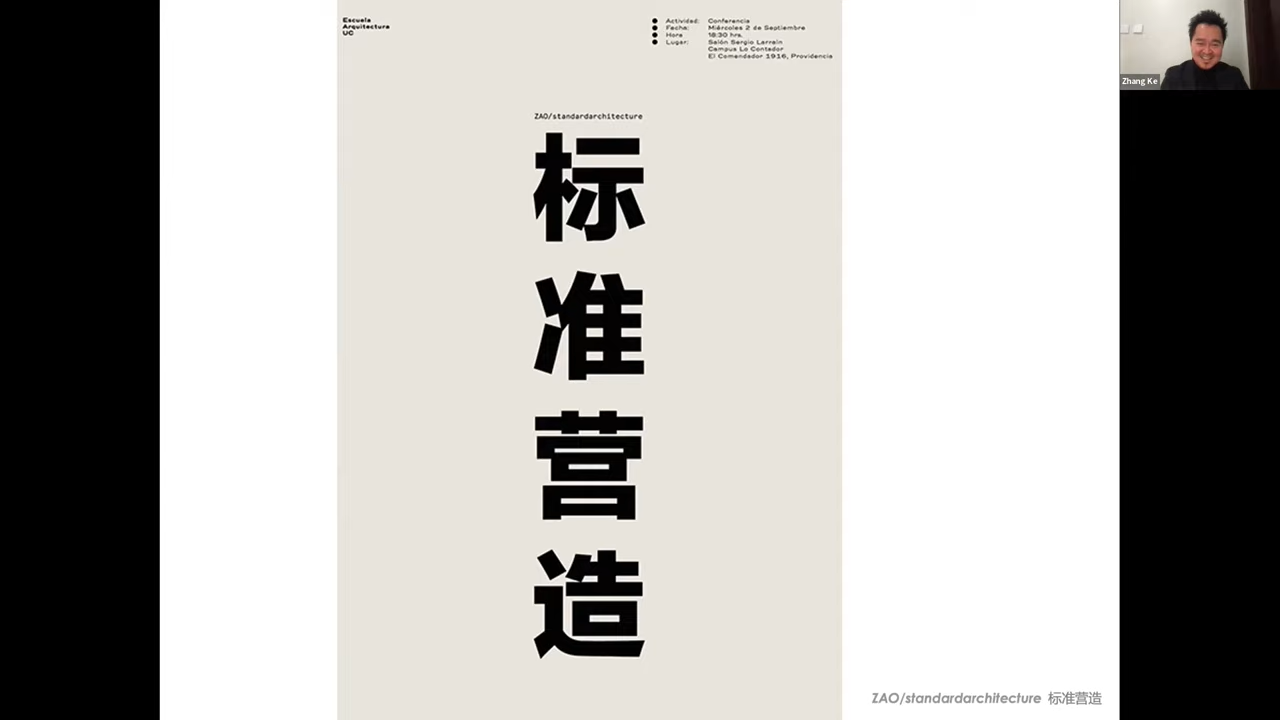 Escuela
Arquitectura
UC
Actividad: Conferencia
Fecha: Miércoles 2 de Septiembre
Hora 18:30 hrs.
Lugar: Salón Sergio Larraín
Campus Lo Contador
El Comendador 1916, Providencia
ZAO/standardarchitecture
标
准
营
造
ZAO/standardarchitecture 标准营造
Zhang Ke